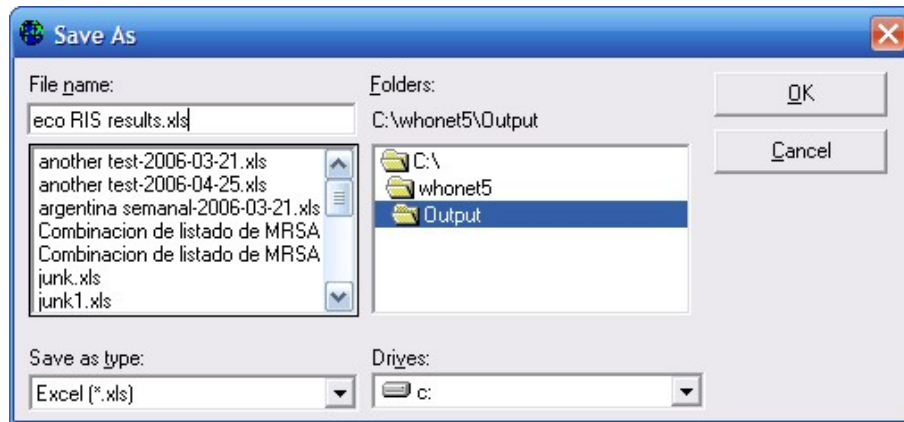 Save As
File name:
eco RIS results.xls
another test-2006-03-21.xls
another test-2006-04-25.xls
argentina semanal-2006-03-21.xls
Combinacion de listado de MRSA
Combinacion de listado de MRSA
junk.xls
junk1.xls
Save as type:
Excel (*.xls)
Folders:
C:\whonet5\Output
C:\
whonet5
Output
Drives:
c:
OK
Cancel